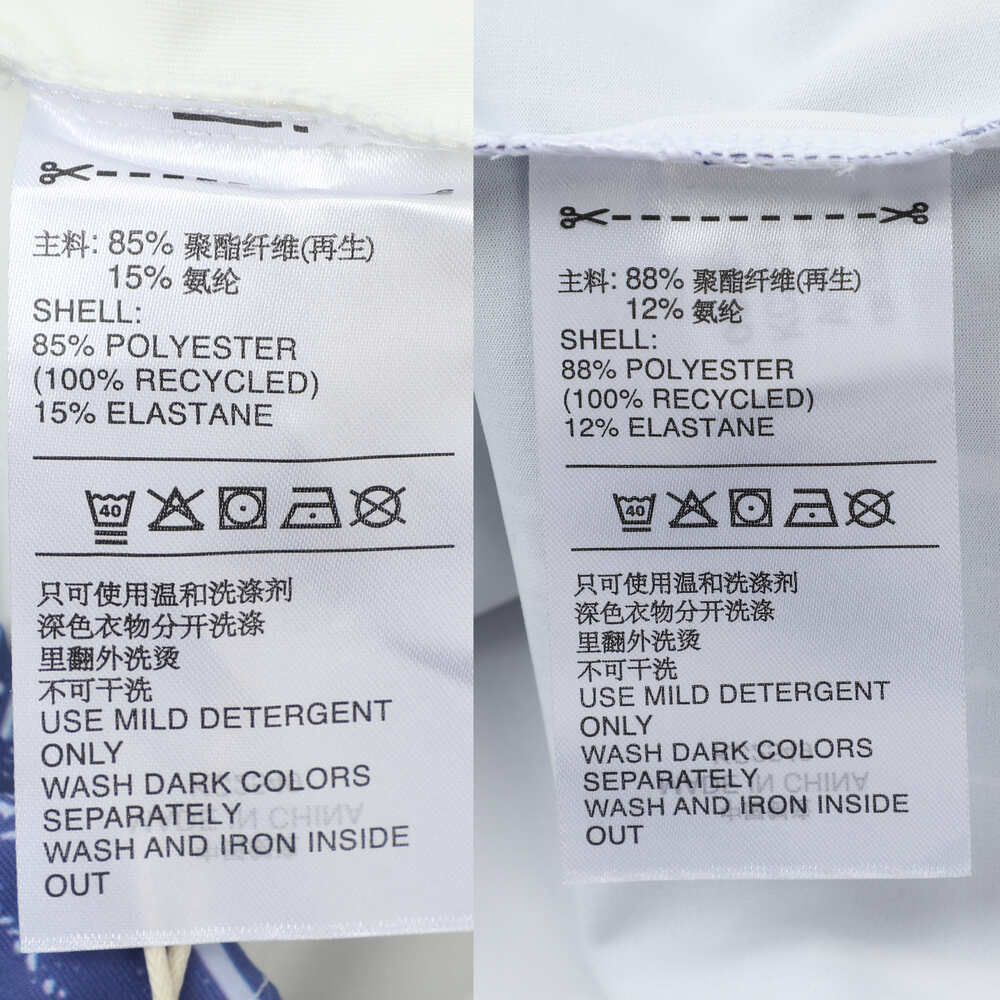 主料: 85% 聚酯纤维(再生)
15% 氨纶
SHELL:
85% POLYESTER
(100% RECYCLED)
15% ELASTANE
40
只可使用温和洗涤剂
深色衣物分开洗涤
里翻外洗烫
不可干洗
USE MILD DETERGENT
ONLY
WASH DARK COLORS
SEPARATELY
WASH AND IRON INSIDE
OUT
主料: 88% 聚酯纤维(再生)
12% 氨纶
SHELL:
88% POLYESTER
(100% RECYCLED)
12% ELASTANE
40
只可使用温和洗涤剂
深色衣物分开洗涤
里翻外洗烫
不可干洗
USE MILD DETERGENT
ONLY
WASH DARK COLORS
SEPARATELY
WASH AND IRON INSIDE
OUT
MADE IN CHINA